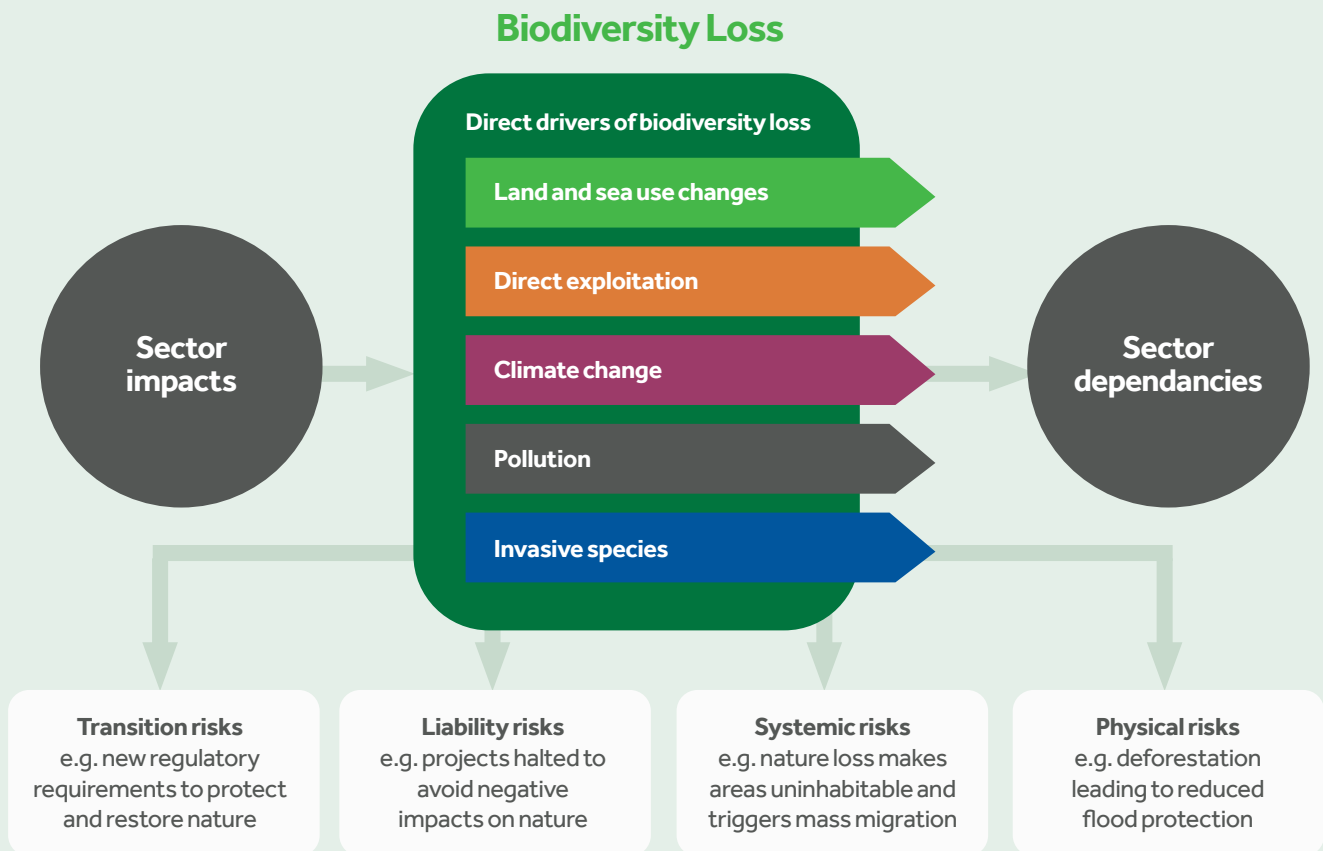 Biodiversity Loss
Direct drivers of biodiversity loss
Land and sea use changes
Direct exploitation
Climate change
Pollution
Invasive species
Sector
impacts
Sector
dependancies
Transition risks
e.g. new regulatory
requirements to protect
and restore nature
Liability risks
e.g. projects halted to
avoid negative
impacts on nature
Systemic risks
e.g. nature loss makes
areas uninhabitable and
triggers mass migration
Physical risks
e.g. deforestation
leading to reduced
flood protection